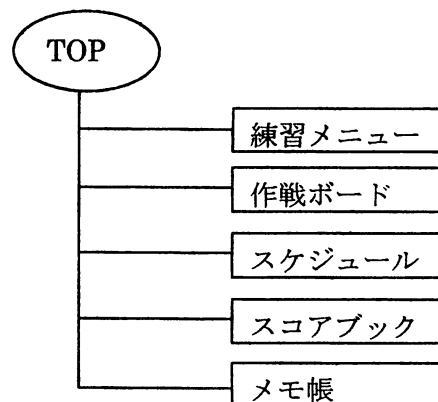 TOP
練習メニュー
作戦ボード
スケジュール
スコアブック
メモ帳